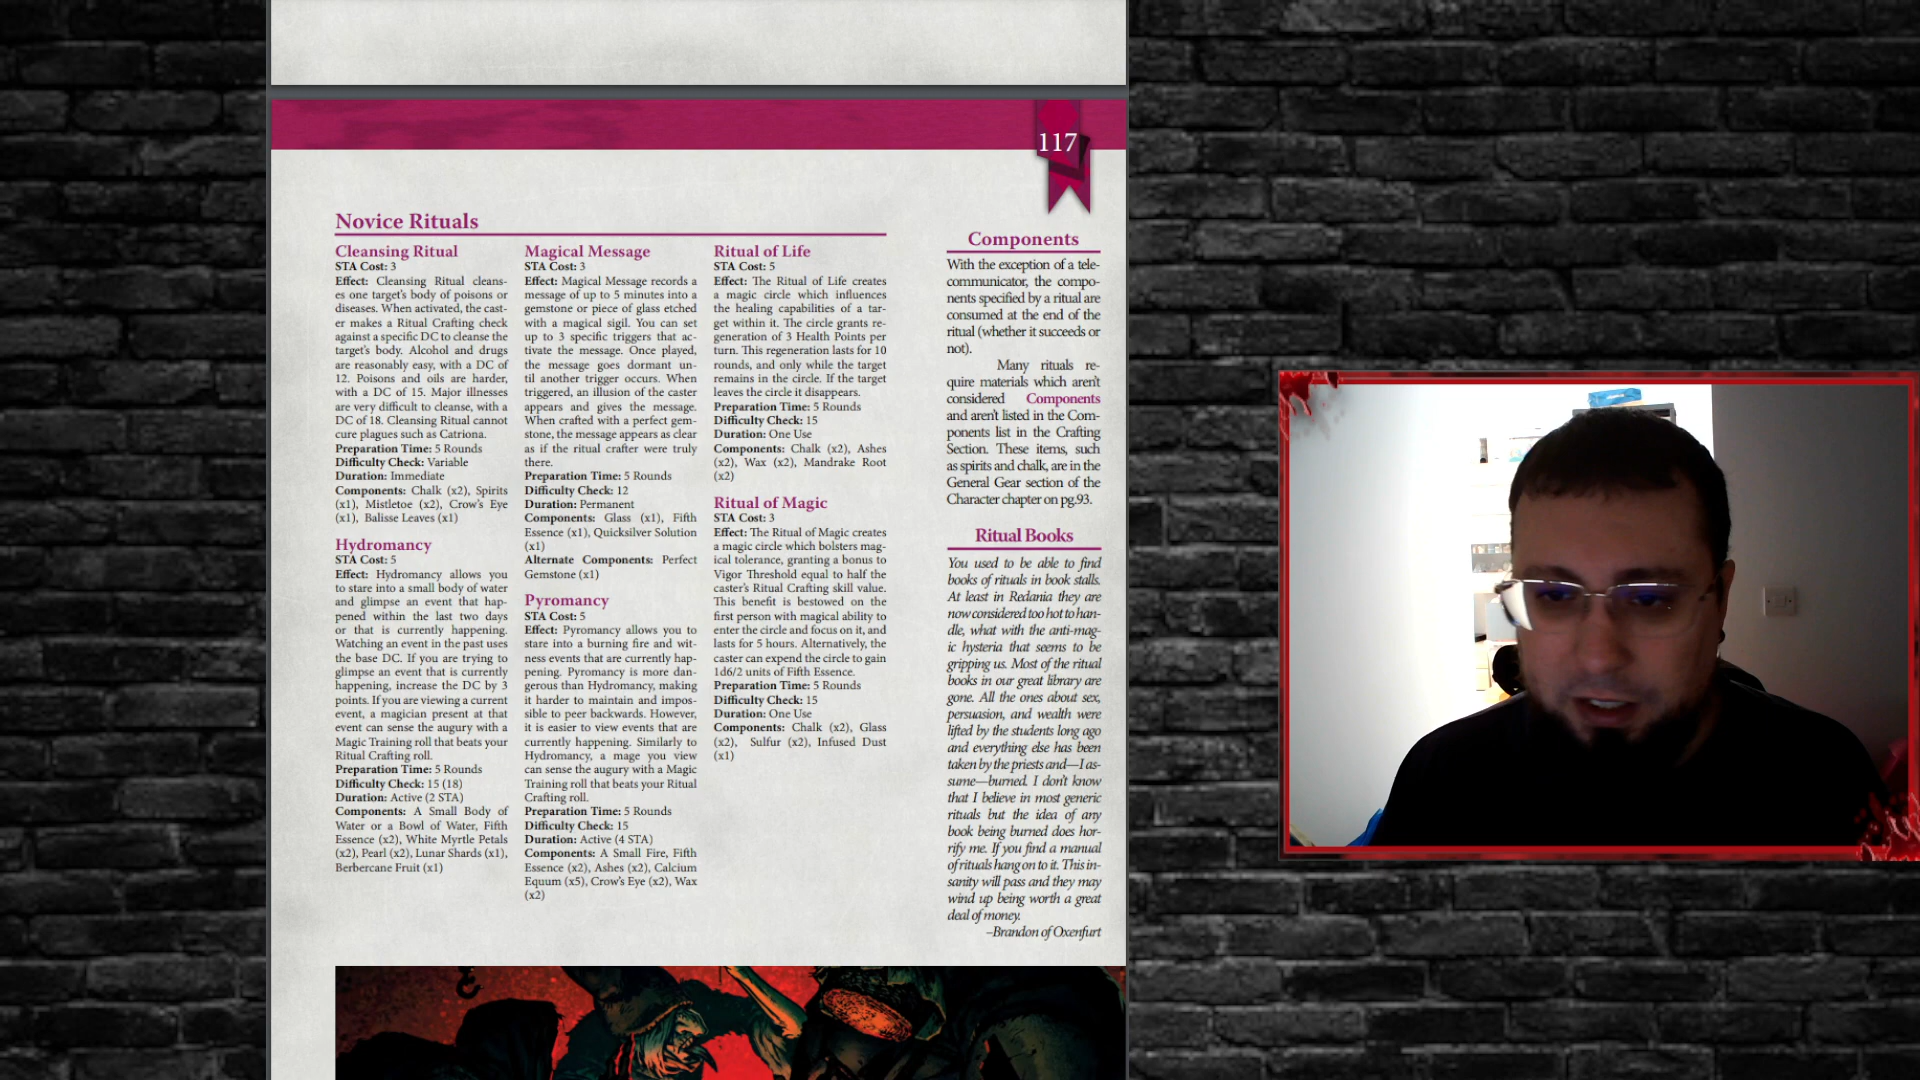 117
Novice Rituals
Cleansing Ritual
STA Cost: 3
Effect: Cleansing Ritual cleans-
es one target's body of poisons or
diseases. When activated, the cast-
er makes a Ritual Crafting check
against a specific DC to cleanse the
target's body. Alcohol and drugs
are reasonably easy, with a DC of
12. Poisons and oils are harder,
with a DC of 15. Major illnesses
are very difficult to cleanse, with a
DC of 18. Cleansing Ritual cannot
cure plagues such as Catriona.
Preparation Time: 5 Rounds
Difficulty Check: Variable
Duration: Immediate
Components: Chalk (x2), Spirits
(x1), Mistletoe (x2), Crow's Eye
(x1), Balisse Leaves (x1)
Hydromancy
STA Cost: 5
Effect: Hydromancy allows you
to stare into a small body of water
and glimpse an event that hap-
pened within the last two days
or that is currently happening.
Watching an event in the past uses
the base DC. If you are trying to
glimpse an event that is currently
happening, increase the DC by 3
points. If you are viewing a current
event, a magician present at that
event can sense the augury with a
Magic Training roll that beats your
Ritual Crafting roll.
Preparation Time: 5 Rounds
Difficulty Check: 15 (18)
Duration: Active (2 STA)
Components: A Small Body of
Water or a Bowl of Water, Fifth
Essence (x2), White Myrtle Petals
(x2), Pearl (x2), Lunar Shards (x1),
Berbercane Fruit (x1)
Magical Message
STA Cost: 3
Effect: Magical Message records a
message of up to 5 minutes into a
gemstone or piece of glass etched
with a magical sigil. You can set
up to 3 specific triggers that ac-
tivate the message. Once played,
the message goes dormant un-
til another trigger occurs. When
triggered, an illusion of the caster
appears and gives the message.
When crafted with a perfect gem-
stone, the message appears as clear
as if the ritual crafter were truly
there.
Preparation Time: 5 Rounds
Difficulty Check: 12
Duration: Permanent
Components: Glass (x1), Fifth
Essence (x1), Quicksilver Solution
(x1)
Alternate Components: Perfect
Gemstone (x1)
Pyromancy
STA Cost: 5
Effect: Pyromancy allows you to
stare into a burning fire and wit-
ness events that are currently hap-
pening. Pyromancy is more dan-
gerous than Hydromancy, making
it harder to maintain and impos-
sible to peer backwards. However,
it is easier to view events that are
currently happening. Similarly to
Hydromancy, a mage you view
can sense the augury with a Magic
Training roll that beats your Ritual
Crafting roll.
Preparation Time: 5 Rounds
Difficulty Check: 15
Duration: Active (4 STA)
Components: A Small Fire, Fifth
Essence (x2), Ashes (x2), Calcium
Equum (x5), Crow's Eye (x2), Wax
(x2)
Ritual of Life
STA Cost: 5
Effect: The Ritual of Life creates
a magic circle which influences
the healing capabilities of a tar-
get within it. The circle grants re-
generation of 3 Health Points per
turn. This regeneration lasts for 10
rounds, and only while the target
remains in the circle. If the target
leaves the circle it disappears.
Preparation Time: 5 Rounds
Difficulty Check: 15
Duration: One Use
Components: Chalk (x2), Ashes
(x2), Wax (x2), Mandrake Root
(x2)
Ritual of Magic
STA Cost: 3
Effect: The Ritual of Magic creates
a magic circle which bolsters mag-
ical tolerance, granting a bonus to
Vigor Threshold equal to half the
caster's Ritual Crafting skill value.
This benefit is bestowed on the
first person with magical ability to
enter the circle and focus on it, and
lasts for 5 hours. Alternatively, the
caster can expend the circle to gain
1d6/2 units of Fifth Essence.
Preparation Time: 5 Rounds
Difficulty Check: 15
Duration: One Use
Components: Chalk (x2), Glass
(x2), Sulfur (x2), Infused Dust
(x1)
Components
With the exception of a tele-
communicator, the compo-
nents specified by a ritual are
consumed at the end of the
ritual (whether it succeeds or
not).
Many rituals re-
quire materials which aren't
considered Components
and aren't listed in the Com-
ponents list in the Crafting
Section. These items, such
as spirits and chalk, are in the
General Gear section of the
Character chapter on pg.93.
Ritual Books
You used to be able to find
books of rituals in book stalls.
At least in Redania they are
now considered too hot to han-
dle, what with the anti-mag-
ic hysteria that seems to be
gripping us. Most of the ritual
books in our great library are
gone. All the ones about sex,
persuasion, and wealth were
lifted by the students long ago
and everything else has been
taken by the priests and—I as-
sume—burned. I don't know
that I believe in most generic
rituals but the idea of any
book being burned does hor-
rify me. If you find a manual
of rituals hang on to it. This in-
sanity will pass and they may
wind up being worth a great
deal of money.
–Brandon of Oxenfurt